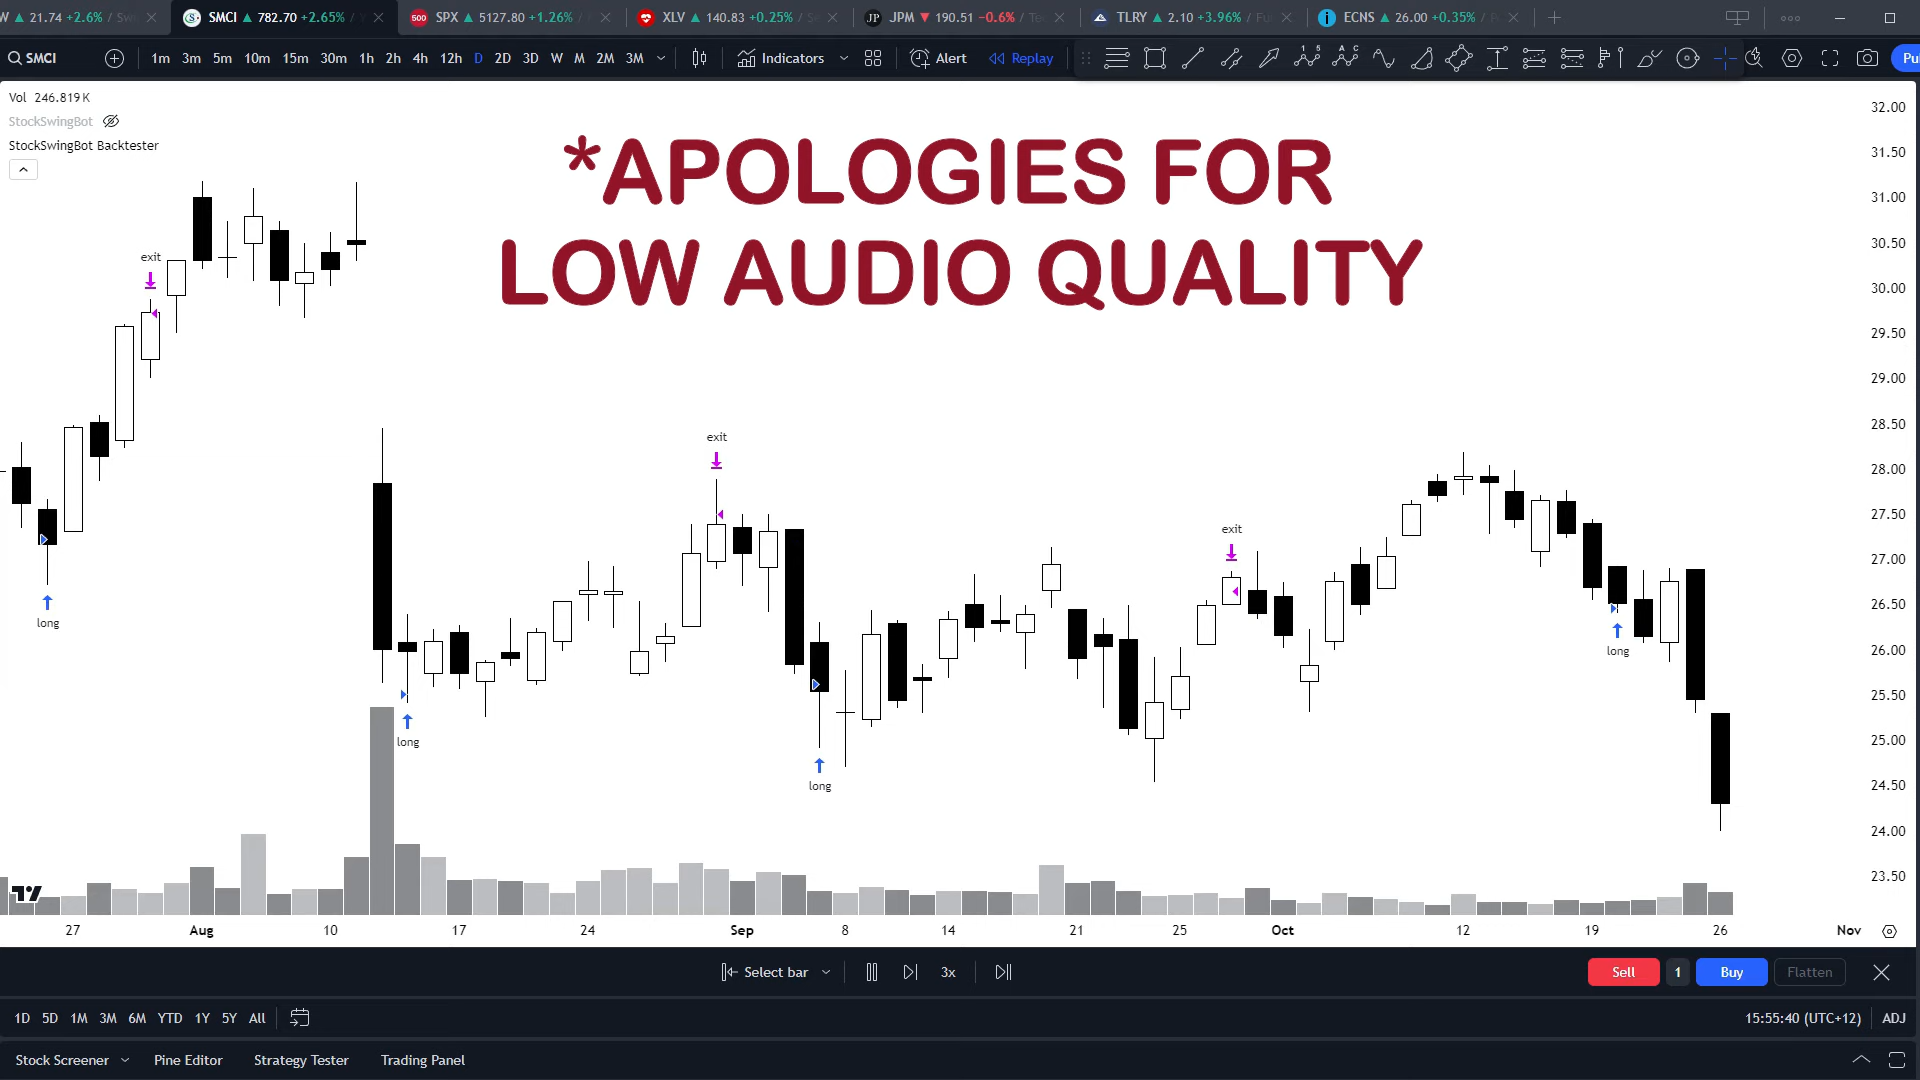 W 21.74 +2.6% / Sw
SMCI 782.70 +2.65% / Y
500 SPX 5127.80 +1.26% /
XLV 140.83 +0.25% / S
JP JPM 190.51 −0.6% / To
TLRY 2.10 +3.96% / Fu
i ECNS 26.00 +0.35% /
SMCI 1m 3m 5m 10m 15m 30m 1h 2h 4h 12h D 2D 3D W M 2M 3M Indicators Alert Replay Pu
Vol 246.819K
StockSwingBot
StockSwingBot Backtester
*APOLOGIES FOR
LOW AUDIO QUALITY
32.00
31.50
31.00
30.50
30.00
29.50
29.00
28.50
28.00
27.50
27.00
26.50
26.00
25.50
25.00
24.50
24.00
23.50
exit
exit
exit
long
long
long
long
27 Aug 10 17 24 Sep 8 14 21 25 Oct 12 19 26 Nov
Select bar 3x Sell 1 Buy Flatten
1D 5D 1M 3M 6M YTD 1Y 5Y All 15:55:40 (UTC+12) ADJ
Stock Screener Pine Editor Strategy Tester Trading Panel